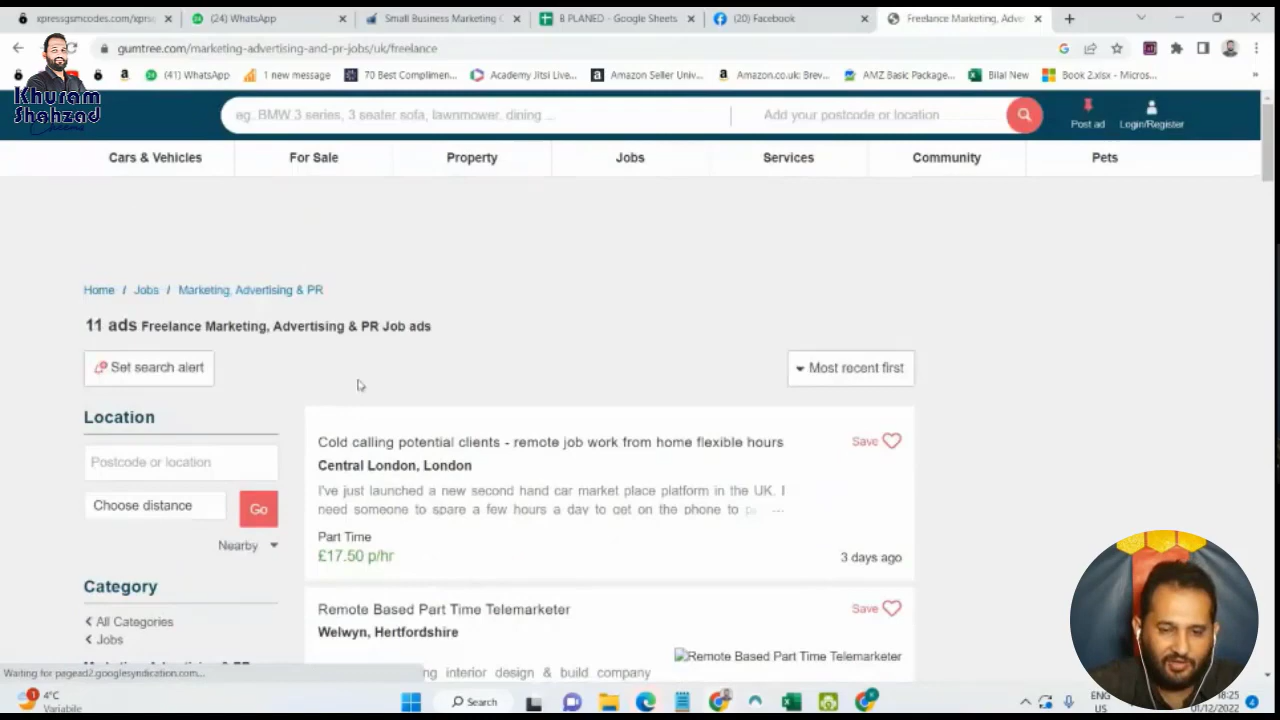 xpressgsmcodes.com/xpre
(24) WhatsApp
Small Business Marketing
8 PLANED - Google Sheets
(20) Facebook
Freelance Marketing, Adve
gumtree.com/marketing-advertising-and-pr-jobs/uk/freelance
(41) WhatsApp
1 new message
70 Best Complimen...
Academy Jitsi Live...
Amazon Seller Univ...
Amazon.co.uk: Brev...
AMZ Basic Package...
Bilal New
Book 2.xlsx - Micros...
Khuram
Shahzad
eg. BMW 3 series, 3 seater sofa, lawnmower, dining ...
Add your postcode or location
Post ad
Login/Register
Cars & Vehicles
For Sale
Property
Jobs
Services
Community
Pets
Home / Jobs / Marketing, Advertising & PR
11 ads Freelance Marketing, Advertising & PR Job ads
Set search alert
Most recent first
Location
Postcode or location
Choose distance
Go
Nearby
Category
All Categories
Jobs
Cold calling potential clients - remote job work from home flexible hours
Save
Central London, London
I've just launched a new second hand car market place platform in the UK. I
need someone to spare a few hours a day to get on the phone to
Part Time
£17.50 p/hr
3 days ago
Remote Based Part Time Telemarketer
Save
Welwyn, Hertfordshire
Remote Based Part Time Telemarketer
interior design & build company
Waiting for pagead2.googlesyndication.com...
4°C
Variabile
Search
ENG
US
18:25
01/12/2022